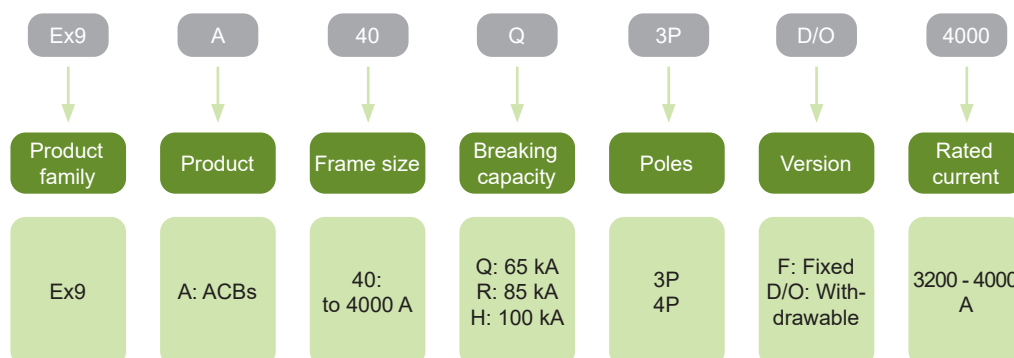 Ex9 A 40 Q 3P D/O 4000
Product
family
Product
Frame size
Breaking
capacity
Poles
Version
Rated
current
Ex9
A: ACBs
40:
to 4000 A
Q: 65 kA
R: 85 kA
H: 100 kA
3P
4P
F: Fixed
D/O: With-
drawable
3200 - 4000
A